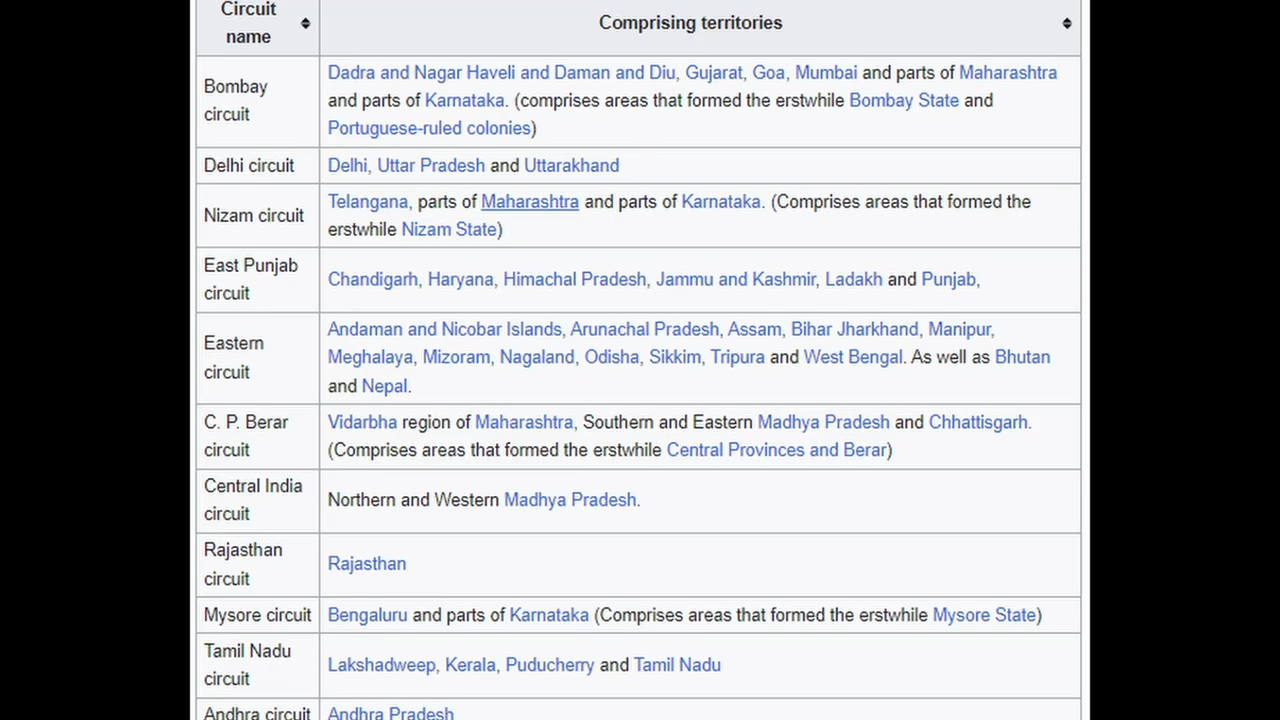 Circuit
name
Comprising territories
Bombay
circuit
Dadra and Nagar Haveli and Daman and Diu, Gujarat, Goa, Mumbai and parts of Maharashtra
and parts of Karnataka. (comprises areas that formed the erstwhile Bombay State and
Portuguese-ruled colonies)
Delhi circuit
Delhi, Uttar Pradesh and Uttarakhand
Nizam circuit
Telangana, parts of Maharashtra and parts of Karnataka. (Comprises areas that formed the
erstwhile Nizam State)
East Punjab
circuit
Chandigarh, Haryana, Himachal Pradesh, Jammu and Kashmir, Ladakh and Punjab,
Eastern
circuit
Andaman and Nicobar Islands, Arunachal Pradesh, Assam, Bihar Jharkhand, Manipur,
Meghalaya, Mizoram, Nagaland, Odisha, Sikkim, Tripura and West Bengal. As well as Bhutan
and Nepal.
C. P. Berar
circuit
Vidarbha region of Maharashtra, Southern and Eastern Madhya Pradesh and Chhattisgarh.
(Comprises areas that formed the erstwhile Central Provinces and Berar)
Central India
circuit
Northern and Western Madhya Pradesh.
Rajasthan
circuit
Rajasthan
Mysore circuit
Bengaluru and parts of Karnataka (Comprises areas that formed the erstwhile Mysore State)
Tamil Nadu
circuit
Lakshadweep, Kerala, Puducherry and Tamil Nadu
Andhra circuit
Andhra Pradesh